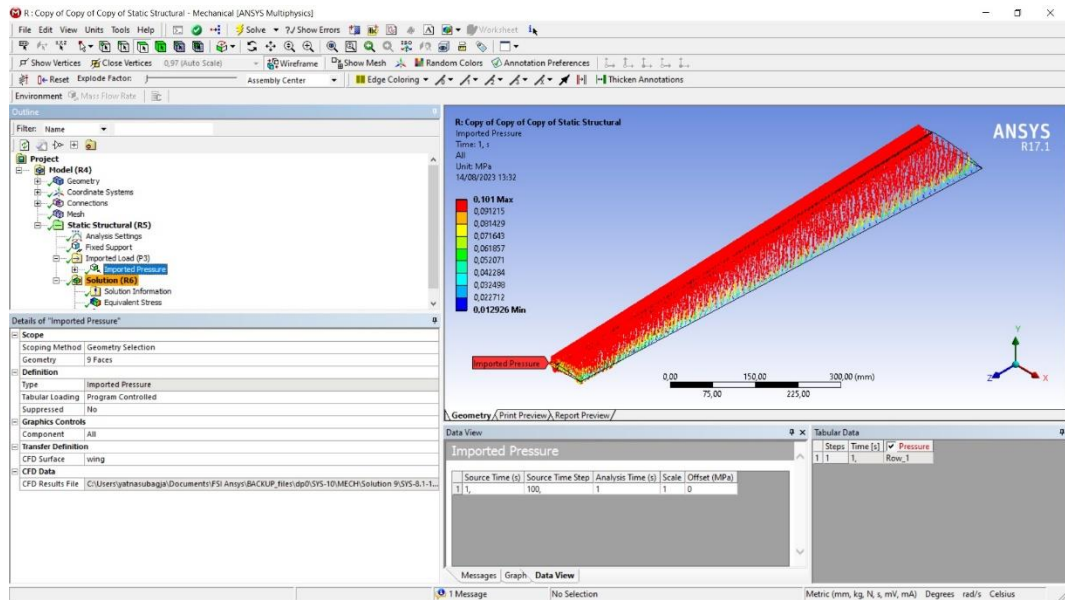 R : Copy of Copy of Copy of Static Structural - Mechanical [ANSYS Multiphysics]
File Edit View Units Tools Help Solve ?/ Show Errors Worksheet
Show Vertices Close Vertices 0,97 (Auto Scale) Wireframe Show Mesh Random Colors Annotation Preferences
Reset Explode Factor: Assembly Center Edge Coloring Thicken Annotations
Environment Mass Flow Rate
Outline
Filter: Name
Project
Model (R4)
Geometry
Coordinate Systems
Connections
Mesh
Static Structural (R5)
Analysis Settings
Fixed Support
Imported Load (P3)
Imported Pressure
Solution (R6)
Solution Information
Equivalent Stress
Details of "Imported Pressure"
Scope
Scoping Method Geometry Selection
Geometry 9 Faces
Definition
Type Imported Pressure
Tabular Loading Program Controlled
Suppressed No
Graphics Controls
Component All
Transfer Definition
CFD Surface wing
CFD Data
CFD Results File C:\Users\yatnasubagja\Documents\FSI Ansys\BACKUP_files\dp0\SYS-10\MECH\Solution 9\SYS-8.1-1...
R: Copy of Copy of Copy of Static Structural
Imported Pressure
Time: 1, s
All
Unit: MPa
14/08/2023 13:32
0,101 Max
0,091215
0,081429
0,071643
0,061857
0,052071
0,042284
0,032498
0,022712
0,012926 Min
ANSYS
R17.1
Imported Pressure
0,00 150,00 300,00 (mm)
75,00 225,00
Y
Z X
Geometry Print Preview Report Preview
Data View
Imported Pressure
Source Time (s) Source Time Step Analysis Time (s) Scale Offset (MPa)
1 1, 100, 1 1 0
Messages Graph Data View
Tabular Data
Steps Time [s] Pressure
1 1 1, Row_1
1 Message No Selection Metric (mm, kg, N, s, mV, mA) Degrees rad/s Celsius